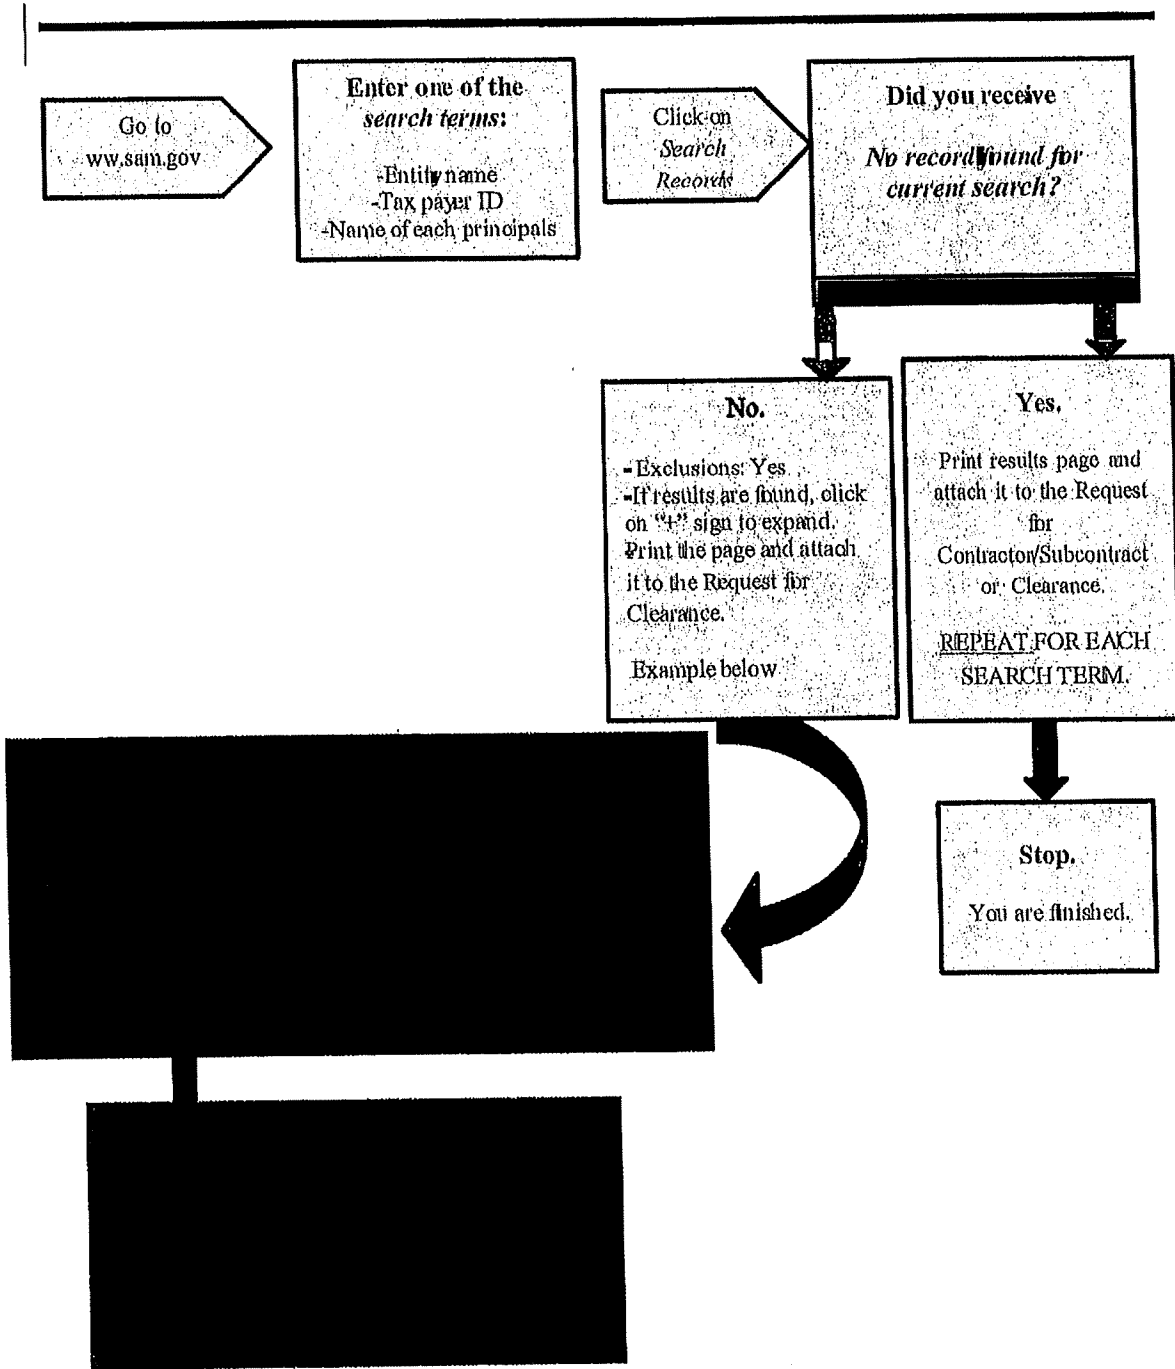 Go to
ww.sam.gov
Enter one of the
search terms:
-Entity name
-Tax payer ID
-Name of each principals
Click on
Search
Records
Did you receive
No record found for
current search?
No.
-Exclusions: Yes
-If results are found, click
on "+" sign to expand.
Print the page and attach
it to the Request for
Clearance.
Example below
Yes.
Print results page and
attach it to the Request
for
Contractor/Subcontract
or Clearance.
REPEAT FOR EACH
SEARCH TERM.
Stop.
You are finished.